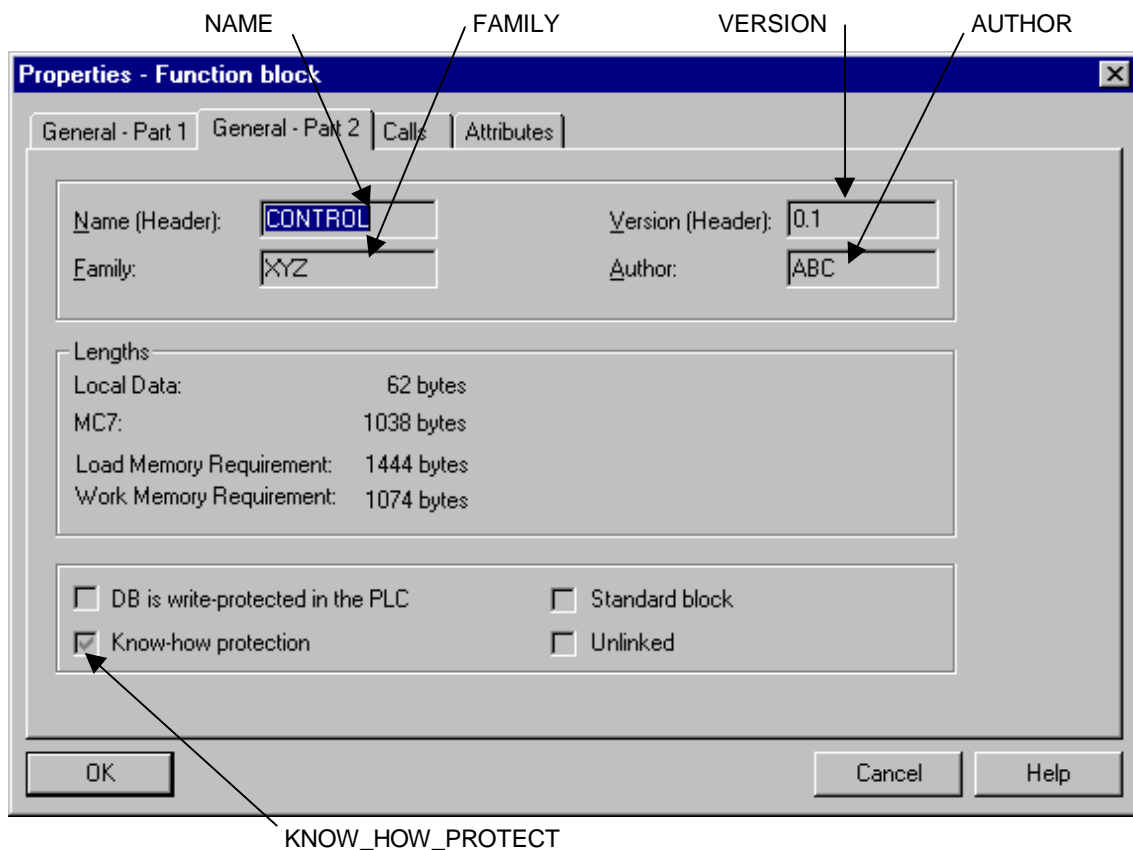 NAME FAMILY VERSION AUTHOR
Properties - Function block
General - Part 1 General - Part 2 Calls Attributes
Name (Header): CONTROL Version (Header): 0.1
Family: XYZ Author: ABC
Lengths
Local Data: 62 bytes
MC7: 1038 bytes
Load Memory Requirement: 1444 bytes
Work Memory Requirement: 1074 bytes
DB is write-protected in the PLC Standard block
Know-how protection Unlinked
OK Cancel Help
KNOW_HOW_PROTECT